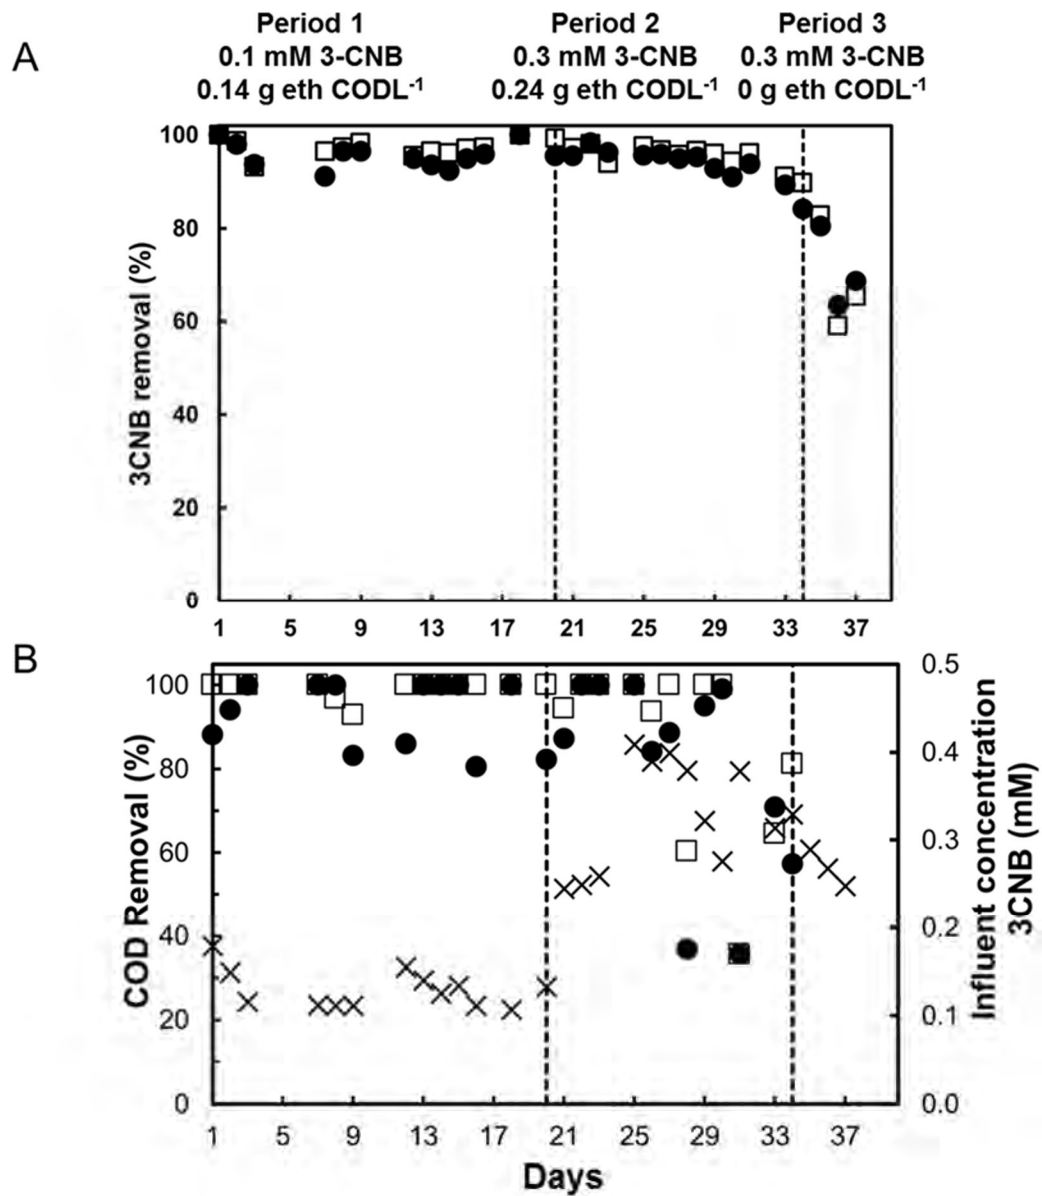 A
Period 1
0.1 mM 3-CNB
0.14 g eth CODL-1
Period 2
0.3 mM 3-CNB
0.24 g eth CODL-1
Period 3
0.3 mM 3-CNB
0 g eth CODL-1
3CNB removal (%)
100
80
60
40
20
0
1 5 9 13 17 21 25 29 33 37
B
COD Removal (%)
100
80
60
40
20
0
0.5
0.4
0.3
0.2
0.1
0.0
Influent concentration
3CNB (mM)
1 5 9 13 17 21 25 29 33 37
Days